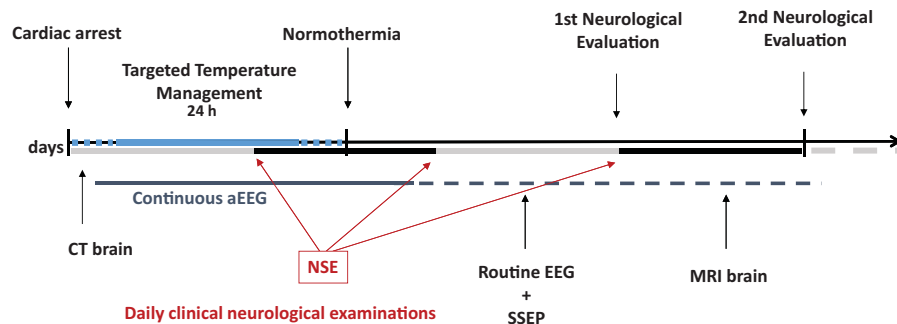 Cardiac arrest
Normothermia
1st Neurological
Evaluation
2nd Neurological
Evaluation
Targeted Temperature
Management
24 h
days
Continuous aEEG
CT brain
NSE
Routine EEG
+
SSEP
MRI brain
Daily clinical neurological examinations